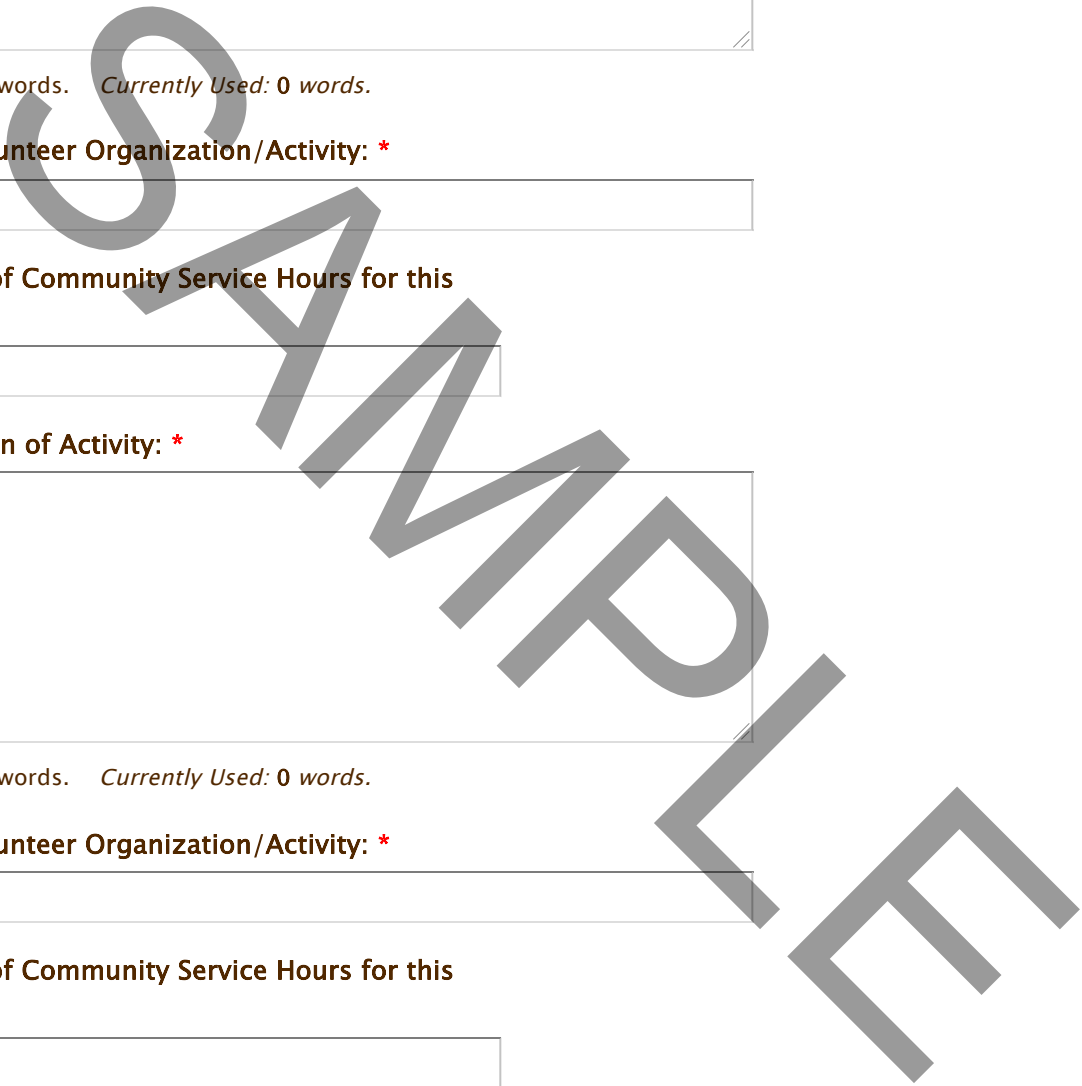 words. Currently Used: 0 words.
unteer Organization/Activity: *
of Community Service Hours for this
n of Activity: *
words. Currently Used: 0 words.
unteer Organization/Activity: *
of Community Service Hours for this
SAMPLE